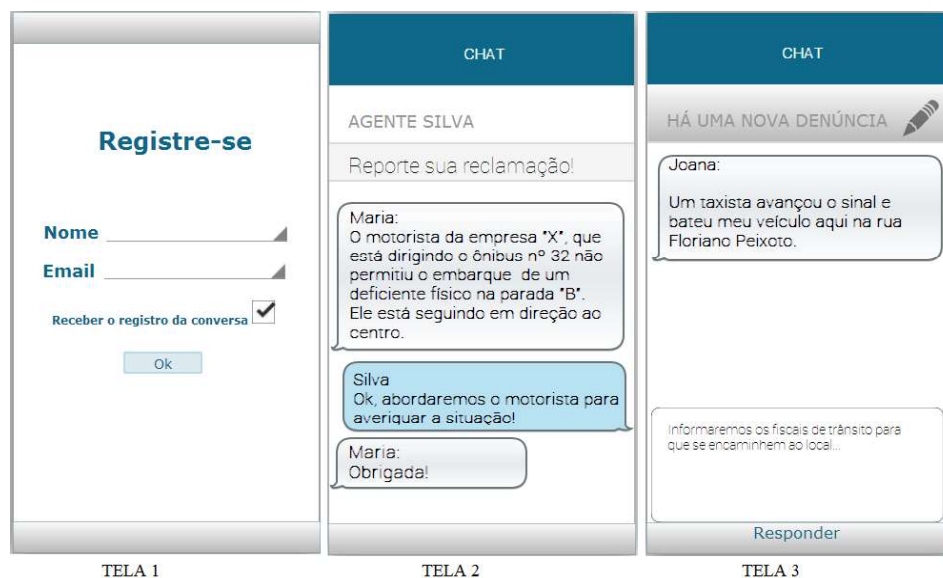 Registre-se
Nome
Email
Receber o registro da conversa
Ok
TELA 1
CHAT
AGENTE SILVA
Reporte sua reclamação!
Maria:
O motorista da empresa "X", que
está dirigindo o ônibus nº 32 não
permitiu o embarque de um
deficiente físico na parada "B".
Ele está seguindo em direção ao
centro.
Silva
Ok, abordaremos o motorista para
averiguar a situação!
Maria:
Obrigada!
TELA 2
CHAT
HÁ UMA NOVA DENÚNCIA
Joana:
Um taxista avançou o sinal e
bateu meu veículo aqui na rua
Floriano Peixoto.
Informaremos os fiscais de trânsito para
que se encaminhem ao local...
Responder
TELA 3